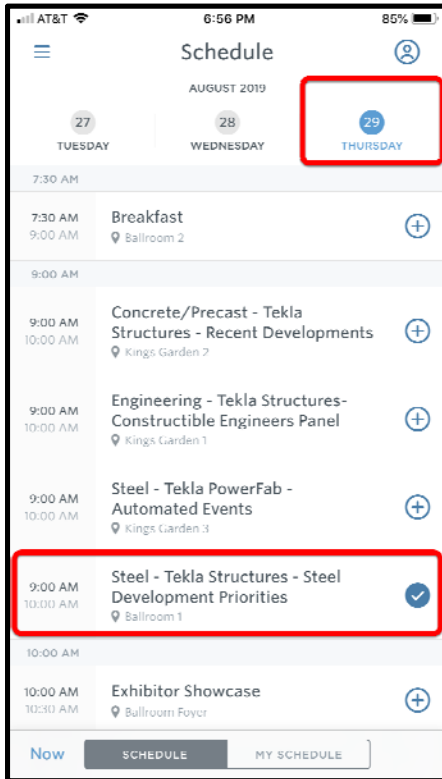 AT&T 6:56 PM 85%
Schedule
AUGUST 2019
27 28 29
TUESDAY WEDNESDAY THURSDAY
7:30 AM
7:30 AM Breakfast
9:00 AM Ballroom 2
9:00 AM
Concrete/Precast - Tekla
9:00 AM Structures - Recent Developments
10:00 AM Kings Garden 2
Engineering - Tekla Structures-
9:00 AM Constructible Engineers Panel
10:00 AM Kings Garden 1
Steel - Tekla PowerFab -
9:00 AM Automated Events
10:00 AM Kings Garden 3
Steel - Tekla Structures - Steel
9:00 AM Development Priorities
10:00 AM Ballroom 1
10:00 AM
10:00 AM Exhibitor Showcase
10:30 AM Ballroom Foyer
Now SCHEDULE MY SCHEDULE